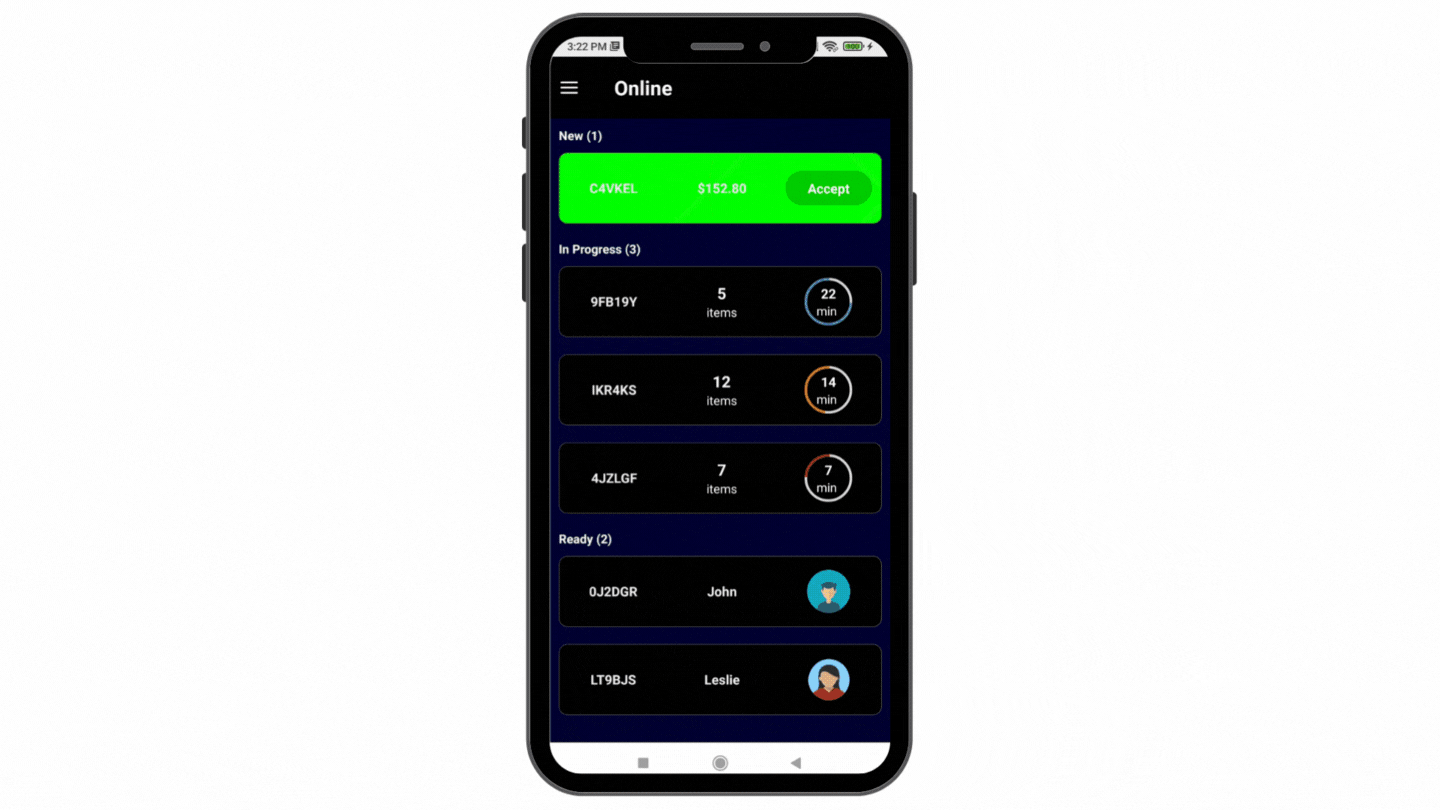 3:22 PM
Online
New (1)
C4VKEL $152.80 Accept
In Progress (3)
9FB19Y 5 items 22 min
IKR4KS 12 items 14 min
4JZLGF 7 items 7 min
Ready (2)
0J2DGR John
LT9BJS Leslie